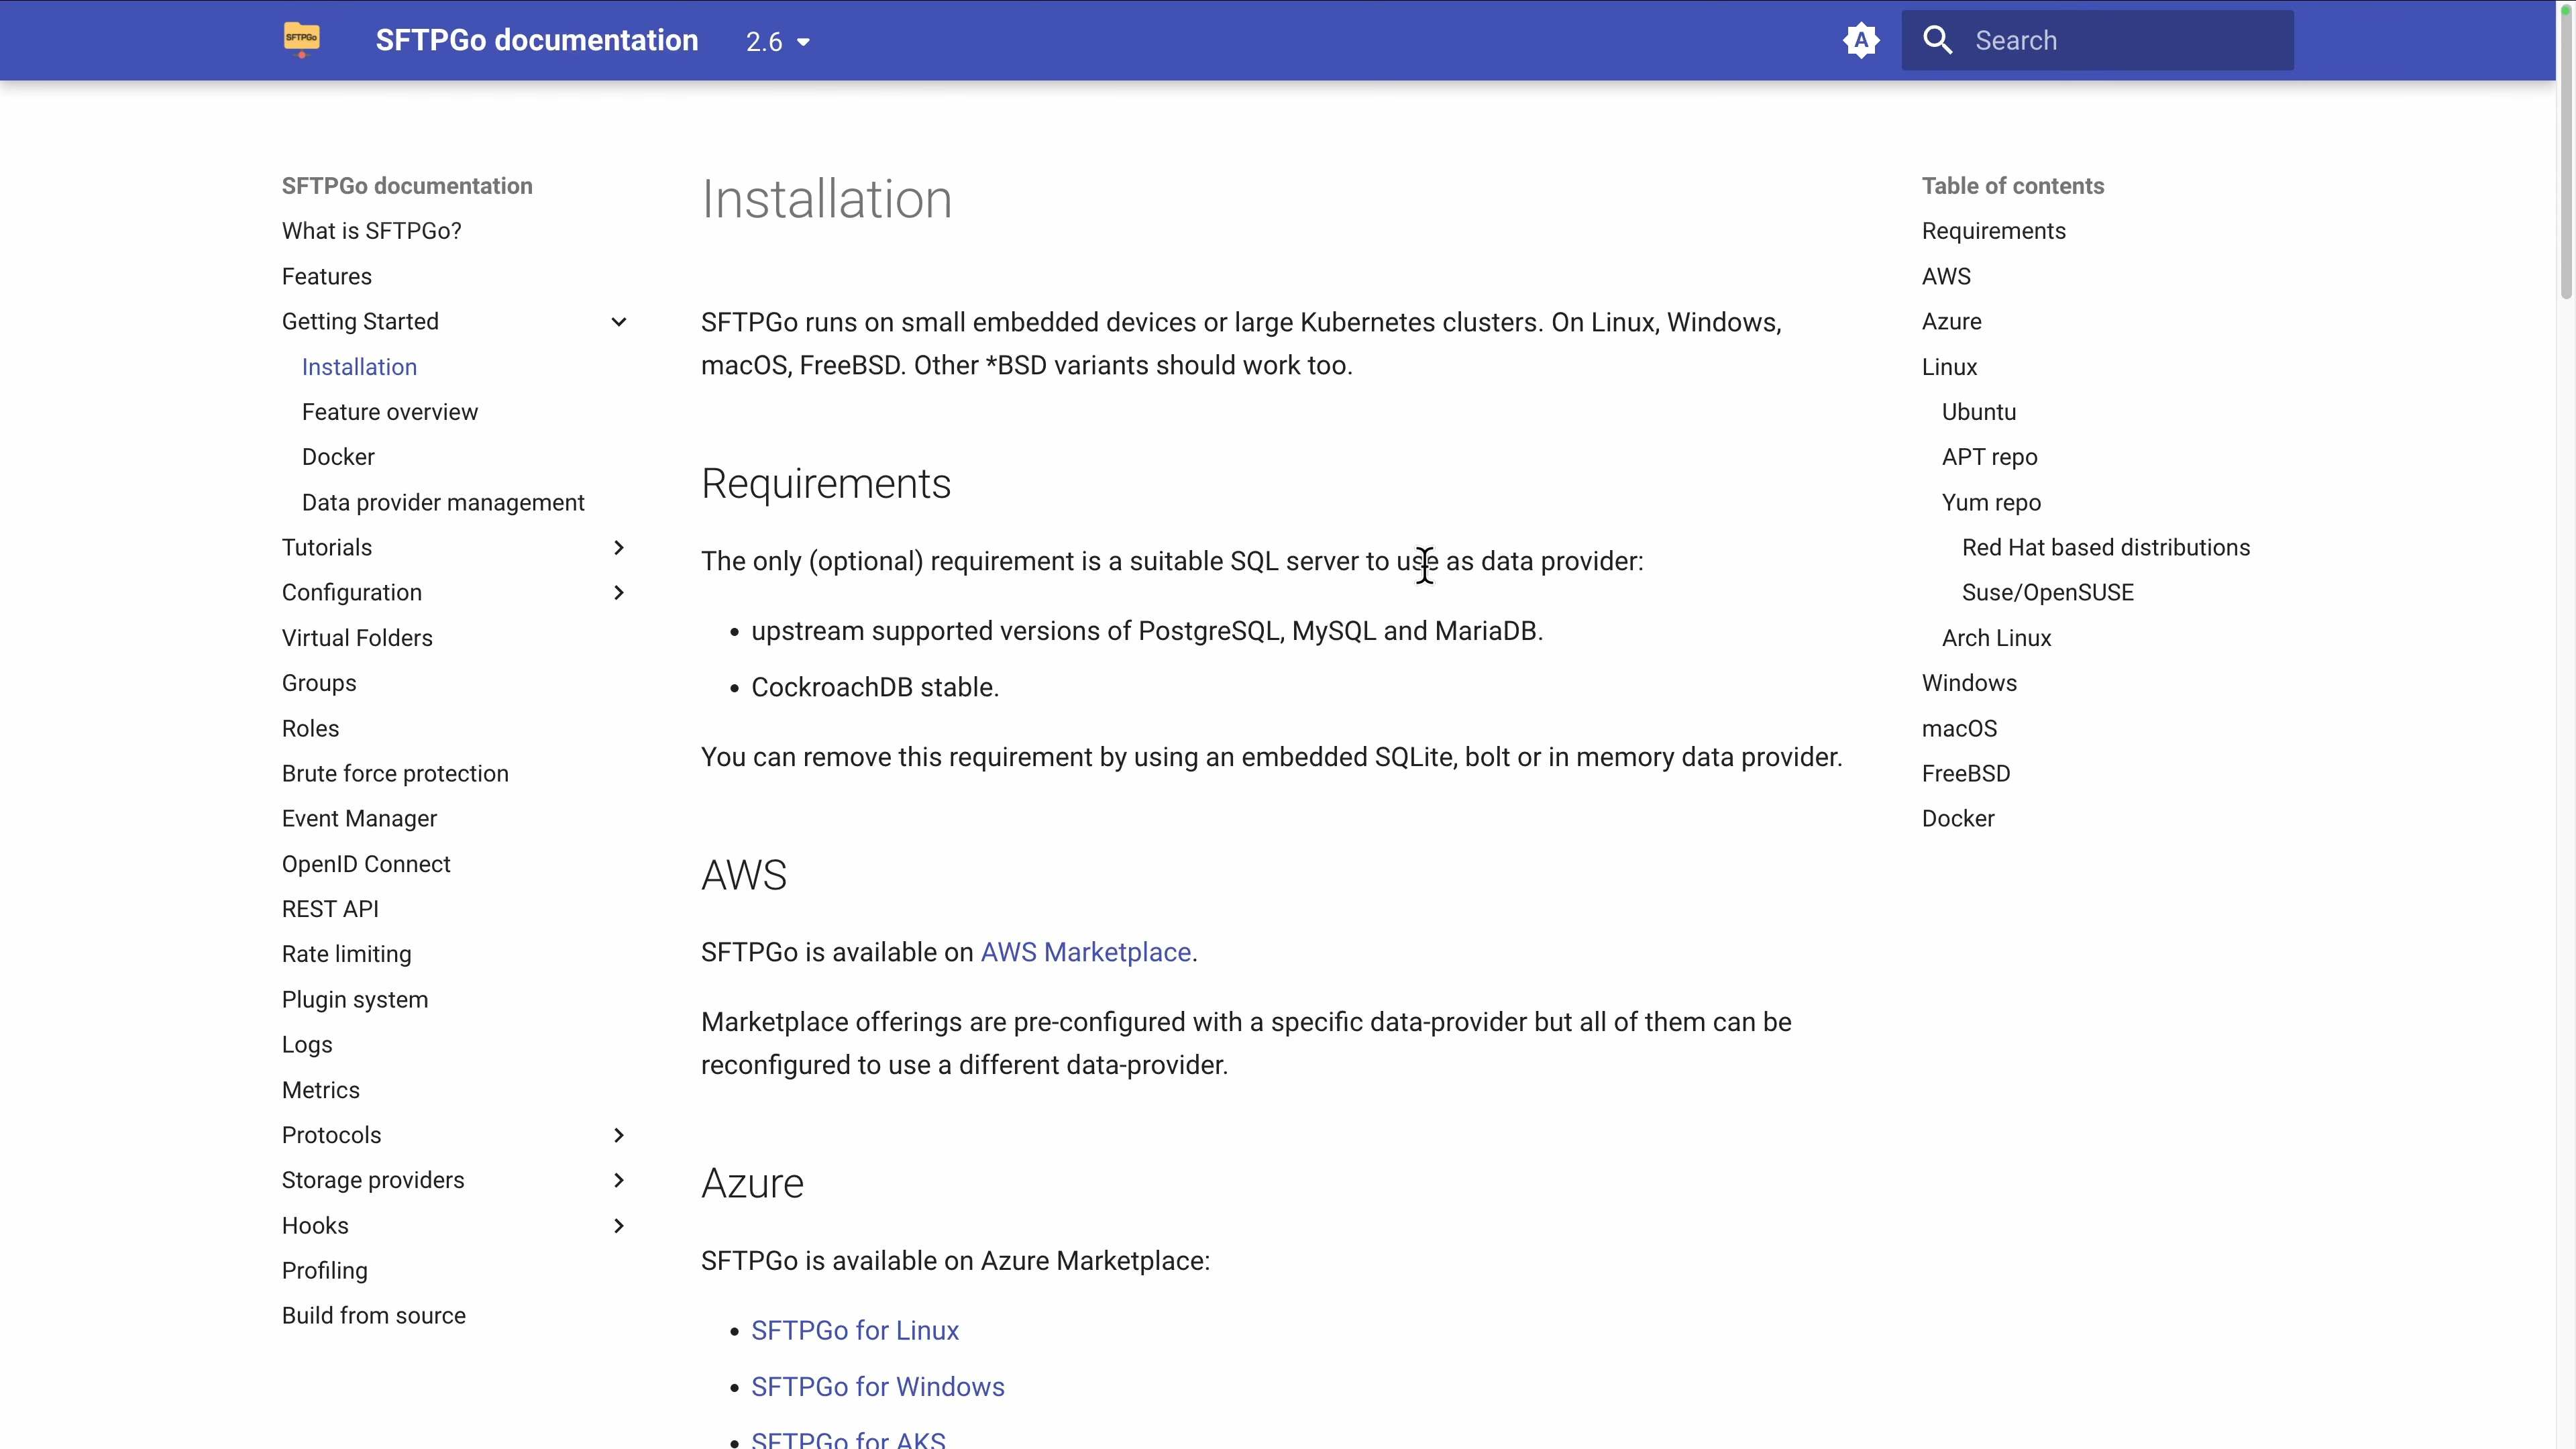 SFTPGo
SFTPGo documentation
2.6
A
Search
SFTPGo documentation
What is SFTPGo?
Features
Getting Started
Installation
Feature overview
Docker
Data provider management
Tutorials
Configuration
Virtual Folders
Groups
Roles
Brute force protection
Event Manager
OpenID Connect
REST API
Rate limiting
Plugin system
Logs
Metrics
Protocols
Storage providers
Hooks
Profiling
Build from source
Installation
SFTPGo runs on small embedded devices or large Kubernetes clusters. On Linux, Windows,
macOS, FreeBSD. Other *BSD variants should work too.
Requirements
The only (optional) requirement is a suitable SQL server to use as data provider:
• upstream supported versions of PostgreSQL, MySQL and MariaDB.
• CockroachDB stable.
You can remove this requirement by using an embedded SQLite, bolt or in memory data provider.
AWS
SFTPGo is available on AWS Marketplace.
Marketplace offerings are pre-configured with a specific data-provider but all of them can be
reconfigured to use a different data-provider.
Azure
SFTPGo is available on Azure Marketplace:
• SFTPGo for Linux
• SFTPGo for Windows
• SFTPGo for AKS
Table of contents
Requirements
AWS
Azure
Linux
Ubuntu
APT repo
Yum repo
Red Hat based distributions
Suse/OpenSUSE
Arch Linux
Windows
macOS
FreeBSD
Docker